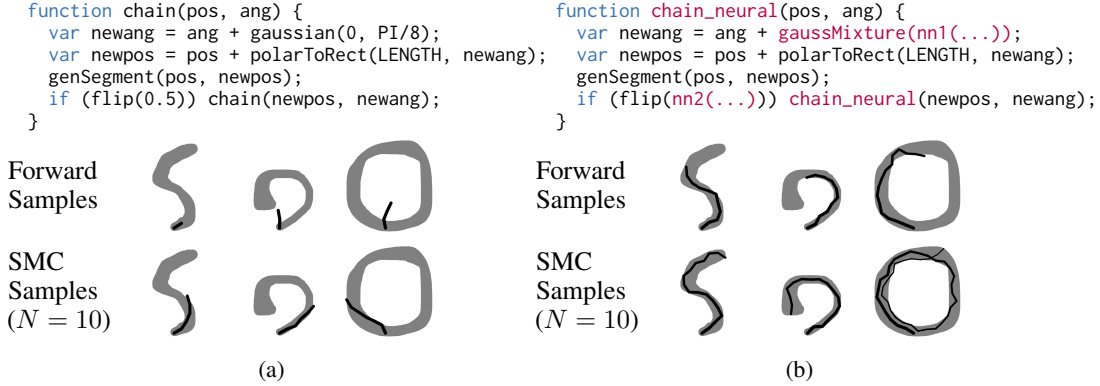 function chain(pos, ang) {
var newang = ang + gaussian(0, PI/8);
var newpos = pos + polarToRect(LENGTH, newang);
genSegment(pos, newpos);
if (flip(0.5)) chain(newpos, newang);
}
Forward
Samples
SMC
Samples
(N = 10)
(a)
function chain_neural(pos, ang) {
var newang = ang + gaussMixture(nn1(...));
var newpos = pos + polarToRect(LENGTH, newang);
genSegment(pos, newpos);
if (flip(nn2(...))) chain_neural(newpos, newang);
}
Forward
Samples
SMC
Samples
(N = 10)
(b)